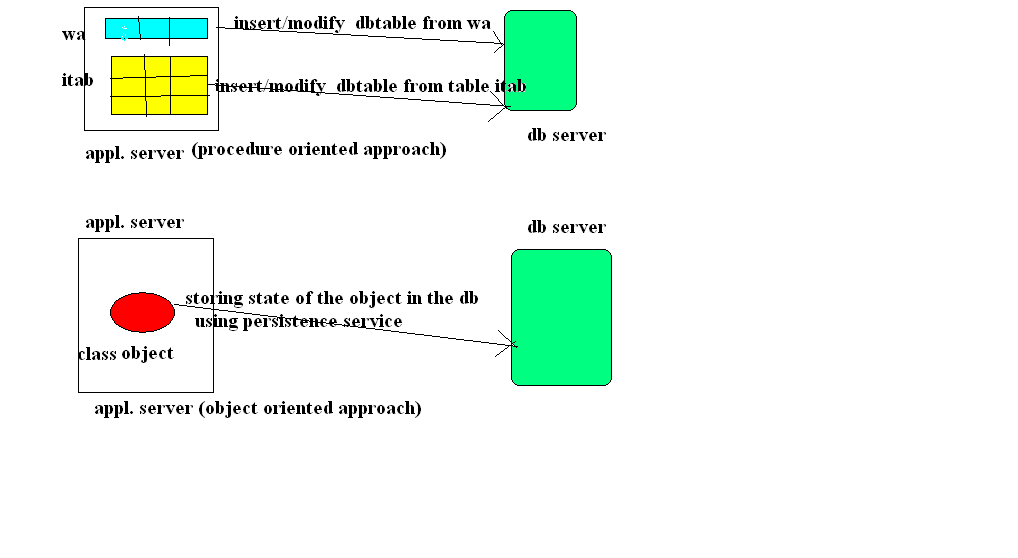 insert/modify dbtable from wa
wa
itab
insert/modify dbtable from table itab
db server
appl. server (procedure oriented approach)
appl. server
db server
storing state of the object in the db
using persistence service
class object
appl. server (object oriented approach)